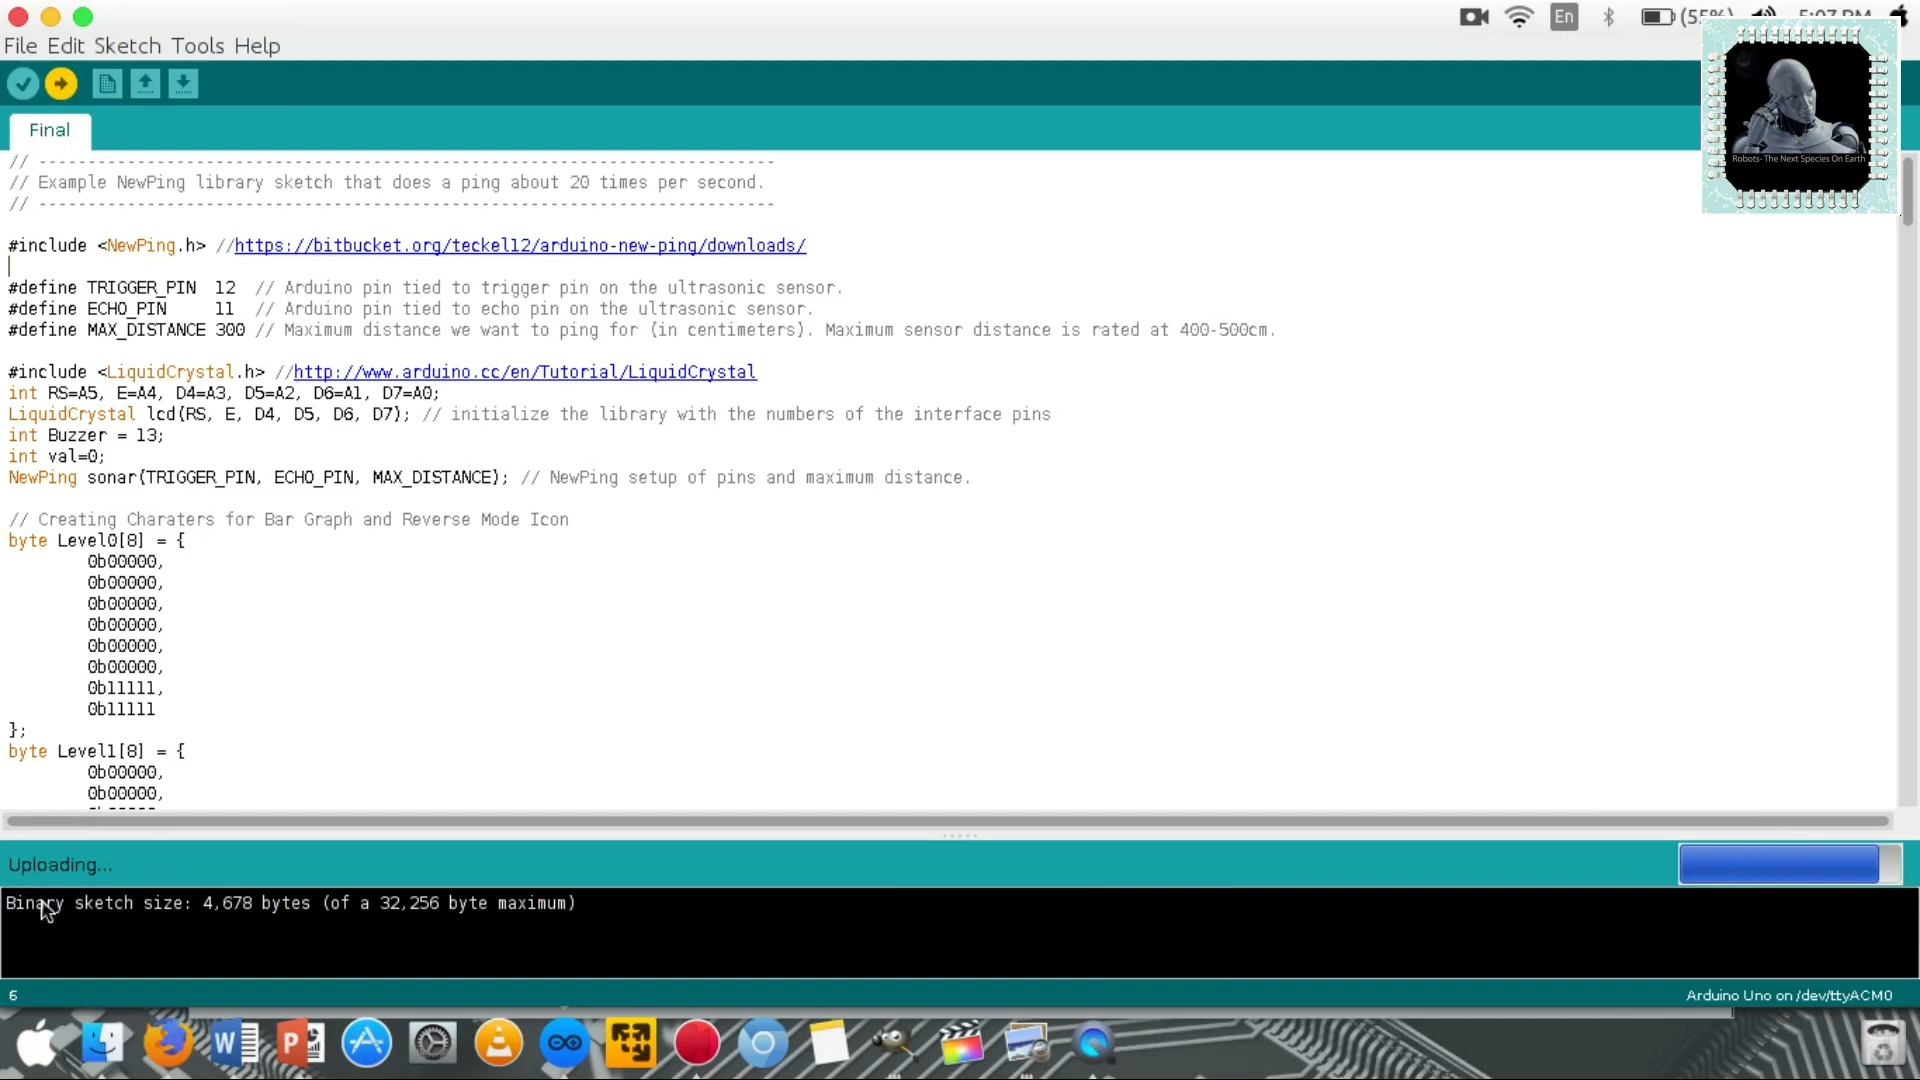 En (55%) 5:07 PM
File Edit Sketch Tools Help
Robots- The Next Species On Earth
Final
// ---------------------------------------------------------------------------
// Example NewPing library sketch that does a ping about 20 times per second.
// ---------------------------------------------------------------------------
#include <NewPing.h> //https://bitbucket.org/teckel12/arduino-new-ping/downloads/
#define TRIGGER_PIN  12  // Arduino pin tied to trigger pin on the ultrasonic sensor.
#define ECHO_PIN     11  // Arduino pin tied to echo pin on the ultrasonic sensor.
#define MAX_DISTANCE 300 // Maximum distance we want to ping for (in centimeters). Maximum sensor distance is rated at 400-500cm.
#include <LiquidCrystal.h> //http://www.arduino.cc/en/Tutorial/LiquidCrystal
int RS=A5, E=A4, D4=A3, D5=A2, D6=A1, D7=A0;
LiquidCrystal lcd(RS, E, D4, D5, D6, D7); // initialize the library with the numbers of the interface pins
int Buzzer = 13;
int val=0;
NewPing sonar(TRIGGER_PIN, ECHO_PIN, MAX_DISTANCE); // NewPing setup of pins and maximum distance.
// Creating Charaters for Bar Graph and Reverse Mode Icon
byte Level0[8] = {
0b00000,
0b00000,
0b00000,
0b00000,
0b00000,
0b00000,
0b11111,
0b11111
};
byte Level1[8] = {
0b00000,
0b00000,
Uploading...
Binary sketch size: 4,678 bytes (of a 32,256 byte maximum)
6
Arduino Uno on /dev/ttyACM0